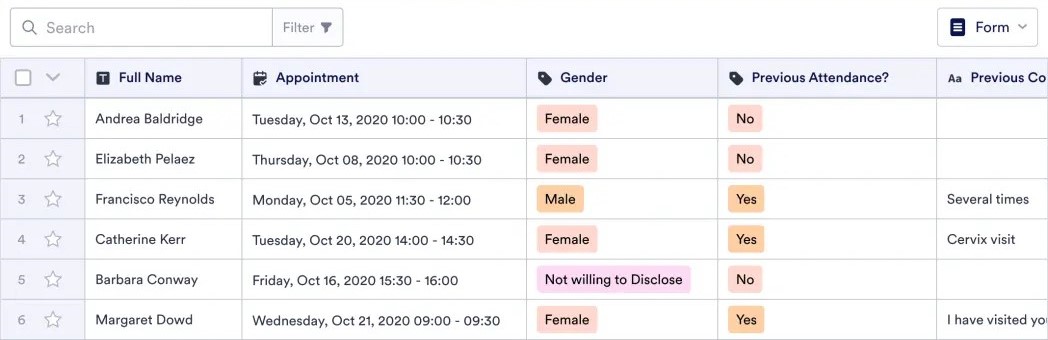 Search Filter Form
Full Name Appointment Gender Previous Attendance? Aa Previous Co
1 Andrea Baldridge Tuesday, Oct 13, 2020 10:00 - 10:30 Female No
2 Elizabeth Pelaez Thursday, Oct 08, 2020 10:00 - 10:30 Female No
3 Francisco Reynolds Monday, Oct 05, 2020 11:30 - 12:00 Male Yes Several times
4 Catherine Kerr Tuesday, Oct 20, 2020 14:00 - 14:30 Female Yes Cervix visit
5 Barbara Conway Friday, Oct 16, 2020 15:30 - 16:00 Not willing to Disclose No
6 Margaret Dowd Wednesday, Oct 21, 2020 09:00 - 09:30 Female Yes I have visited yo